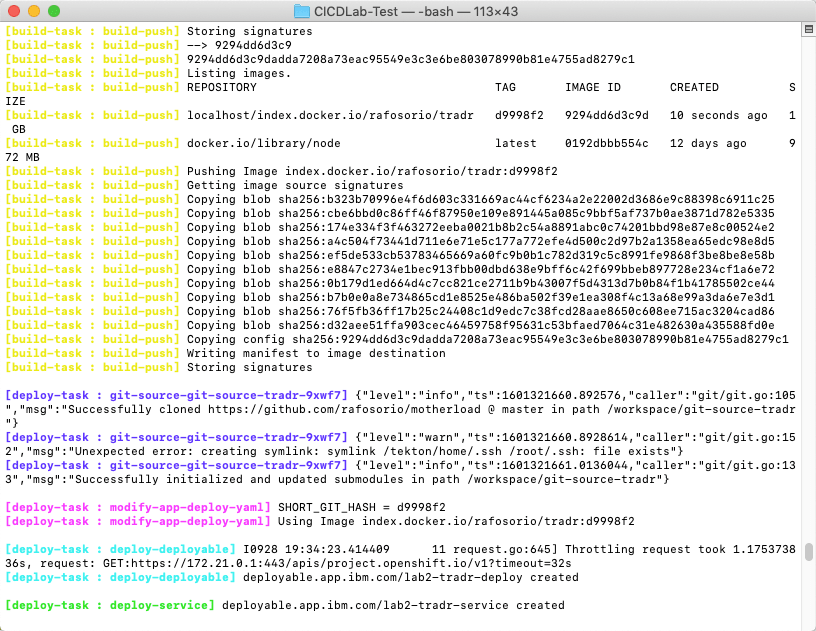 CICDLab-Test — -bash — 113×43
[build-task : build-push] Storing signatures
[build-task : build-push] --> 9294dd6d3c9
[build-task : build-push] 9294dd6d3c9dadda7208a73eac95549e3c3e6be803078990b81e4755ad8279c1
[build-task : build-push] Listing images.
[build-task : build-push] REPOSITORY                                  TAG       IMAGE ID       CREATED          S
IZE
[build-task : build-push] localhost/index.docker.io/rafosorio/tradr   d9998f2   9294dd6d3c9d   10 seconds ago   1
 GB
[build-task : build-push] docker.io/library/node                      latest    0192dbbb554c   12 days ago      9
72 MB
[build-task : build-push] Pushing Image index.docker.io/rafosorio/tradr:d9998f2
[build-task : build-push] Getting image source signatures
[build-task : build-push] Copying blob sha256:b323b70996e4f6d603c331669ac44cf6234a2e22002d3686e9c88398c6911c25
[build-task : build-push] Copying blob sha256:cbe6bbd0c86ff46f87950e109e891445a085c9bbf5af737b0ae3871d782e5335
[build-task : build-push] Copying blob sha256:174e334f3f463272eeba0021b8b2c54a8891abc0c74201bbd98e87e8c00524e2
[build-task : build-push] Copying blob sha256:a4c504f73441d711e6e71e5c177a772efe4d500c2d97b2a1358ea65edc98e8d5
[build-task : build-push] Copying blob sha256:ef5de533cb53783465669a60fc9b0b1c782d319c5c8991fe9868f3be8be8e58b
[build-task : build-push] Copying blob sha256:e8847c2734e1bec913fbb00dbd638e9bff6c42f699bbeb897728e234cf1a6e72
[build-task : build-push] Copying blob sha256:0b179d1ed664d4c7cc821ce2711b9b43007f5d4313d7b0b84f1b41785502ce44
[build-task : build-push] Copying blob sha256:b7b0e0a8e734865cd1e8525e486ba502f39e1ea308f4c13a68e99a3da6e7e3d1
[build-task : build-push] Copying blob sha256:76f5fb36ff17b25c24408c1d9edc7c38fcd28aae8650c608ee715ac3204cad86
[build-task : build-push] Copying blob sha256:d32aee51ffa903cec46459758f95631c53bfaed7064c31e482630a435588fd0e
[build-task : build-push] Copying config sha256:9294dd6d3c9dadda7208a73eac95549e3c3e6be803078990b81e4755ad8279c1
[build-task : build-push] Writing manifest to image destination
[build-task : build-push] Storing signatures
[deploy-task : git-source-git-source-tradr-9xwf7] {"level":"info","ts":1601321660.892576,"caller":"git/git.go:105
","msg":"Successfully cloned https://github.com/rafosorio/motherload @ master in path /workspace/git-source-tradr
"}
[deploy-task : git-source-git-source-tradr-9xwf7] {"level":"warn","ts":1601321660.8928614,"caller":"git/git.go:15
2","msg":"Unexpected error: creating symlink: symlink /tekton/home/.ssh /root/.ssh: file exists"}
[deploy-task : git-source-git-source-tradr-9xwf7] {"level":"info","ts":1601321661.0136044,"caller":"git/git.go:13
3","msg":"Successfully initialized and updated submodules in path /workspace/git-source-tradr"}
[deploy-task : modify-app-deploy-yaml] SHORT_GIT_HASH = d9998f2
[deploy-task : modify-app-deploy-yaml] Using Image index.docker.io/rafosorio/tradr:d9998f2
[deploy-task : deploy-deployable] I0928 19:34:23.414409      11 request.go:645] Throttling request took 1.1753738
36s, request: GET:https://172.21.0.1:443/apis/project.openshift.io/v1?timeout=32s
[deploy-task : deploy-deployable] deployable.app.ibm.com/lab2-tradr-deploy created
[deploy-task : deploy-service] deployable.app.ibm.com/lab2-tradr-service created